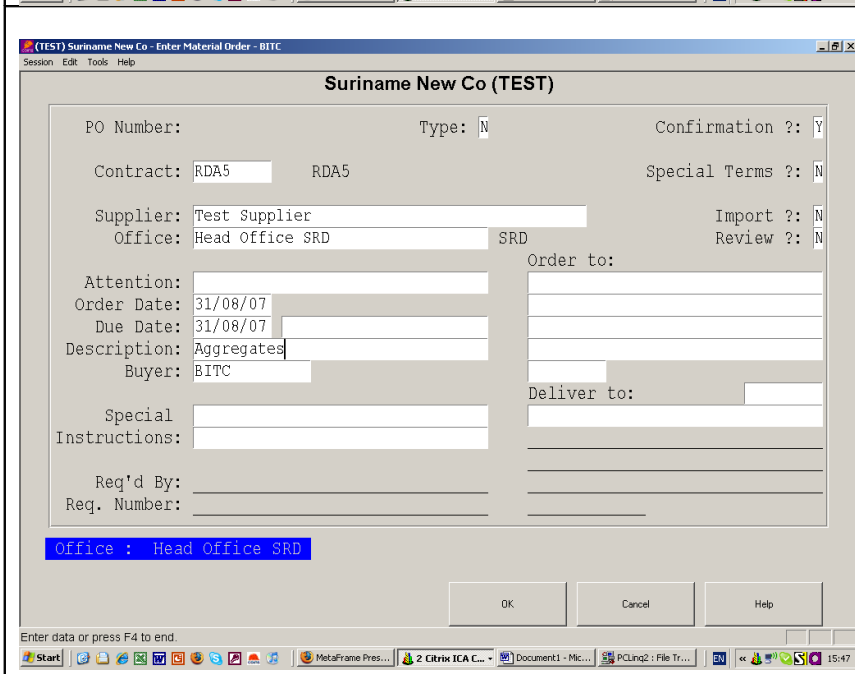 (TEST) Suriname New Co - Enter Material Order - BITC
Session Edit Tools Help
Suriname New Co (TEST)
PO Number: Type: N Confirmation ?: Y
Contract: RDA5 RDA5 Special Terms ?: N
Supplier: Test Supplier Import ?: N
Office: Head Office SRD SRD Review ?: N
Order to:
Attention:
Order Date: 31/08/07
Due Date: 31/08/07
Description: Aggregates
Buyer: BITC
Deliver to:
Special
Instructions:
Req'd By:
Req. Number:
Office : Head Office SRD
OK Cancel Help
Enter data or press F4 to end.
Start MetaFrame Pres... 2 Citrix ICA C... Document1 - Mic... PCLinq2 : File Tr... EN « 15:47